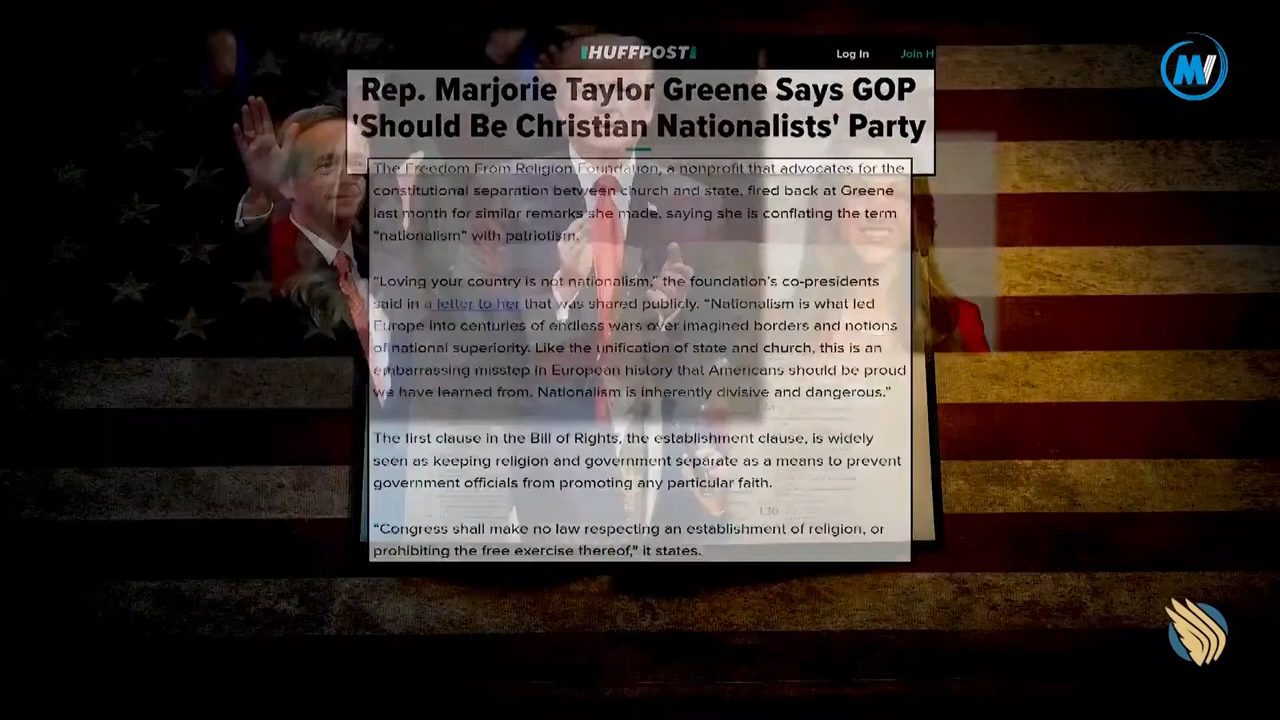 HUFFPOST
Log In
Join H
Rep. Marjorie Taylor Greene Says GOP
'Should Be Christian Nationalists' Party
The Freedom From Religion Foundation, a nonprofit that advocates for the
constitutional separation between church and state, fired back at Greene
last month for similar remarks she made, saying she is conflating the term
“nationalism” with patriotism.
“Loving your country is not nationalism,” the foundation’s co-presidents
said in a letter to her that was shared publicly. “Nationalism is what led
Europe into centuries of endless wars over imagined borders and notions
of national superiority. Like the unification of state and church, this is an
embarrassing misstep in European history that Americans should be proud
we have learned from. Nationalism is inherently divisive and dangerous.”
The first clause in the Bill of Rights, the establishment clause, is widely
seen as keeping religion and government separate as a means to prevent
government officials from promoting any particular faith.
“Congress shall make no law respecting an establishment of religion, or
prohibiting the free exercise thereof,” it states.